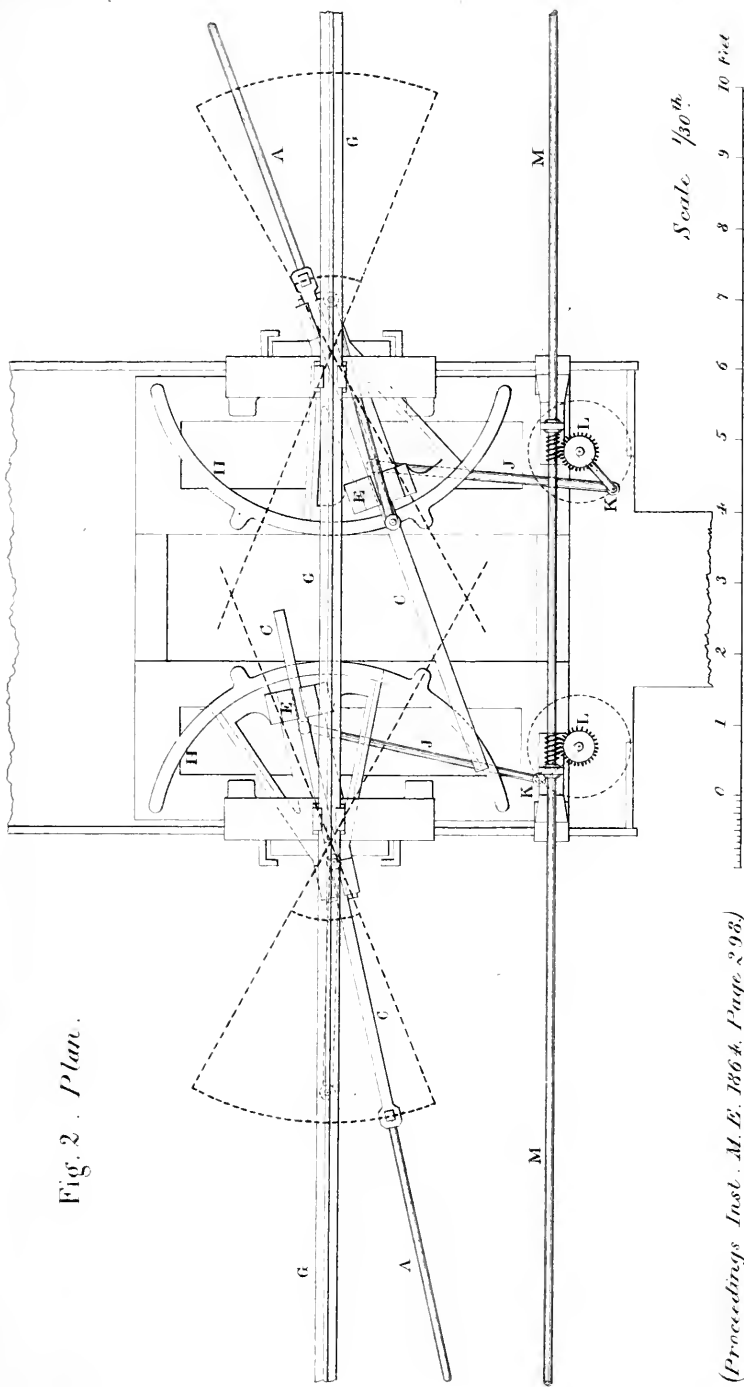 Fig. 2. Plan.
A
G
M
H
E
J
L
K
G
C
C
H
E
J
L
K
G
C
A
M
Scale 1/30th.
0 1 2 3 4 5 6 7 8 9 10 Feet
(Proceedings Inst. M.E. 1864. Page 298.)